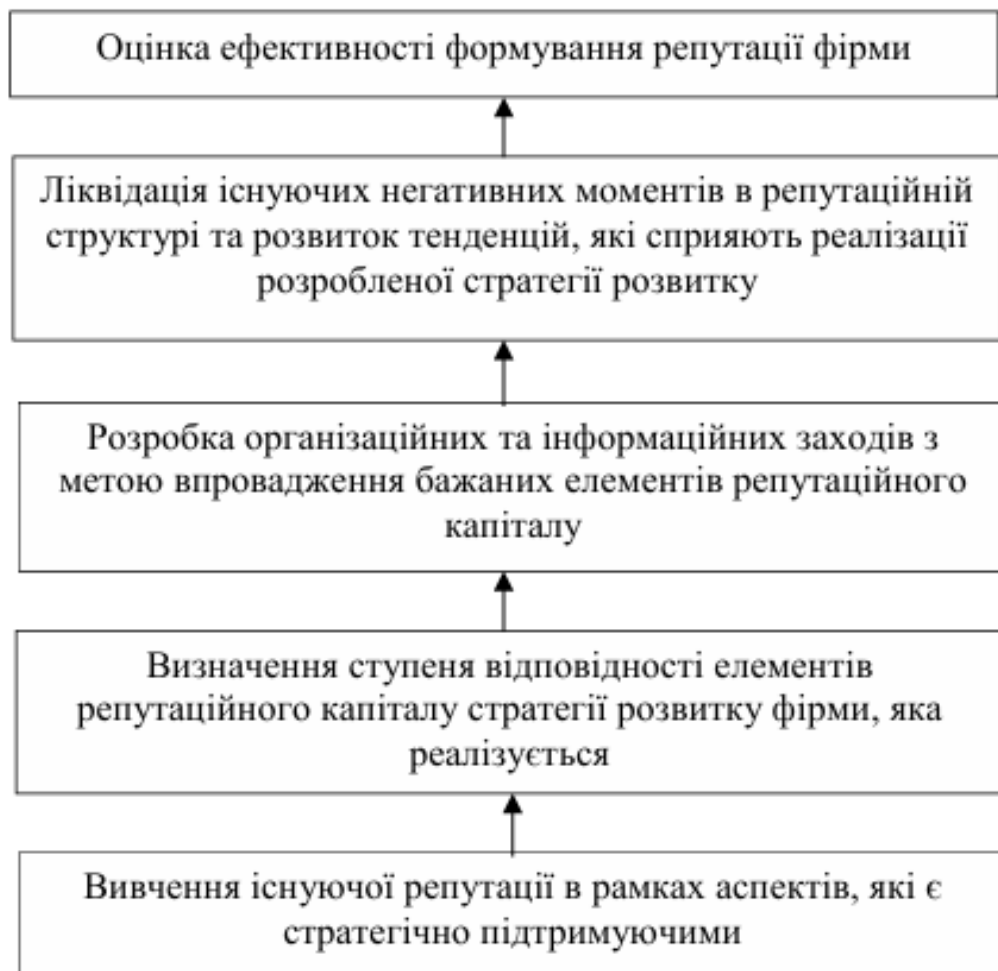 Оцінка ефективності формування репутації фірми
Ліквідація існуючих негативних моментів в репутаційній
структурі та розвиток тенденцій, які сприяють реалізації
розробленої стратегії розвитку
Розробка організаційних та інформаційних заходів з
метою впровадження бажаних елементів репутаційного
капіталу
Визначення ступеня відповідності елементів
репутаційного капіталу стратегії розвитку фірми, яка
реалізується
Вивчення існуючої репутації в рамках аспектів, які є
стратегічно підтримуючими